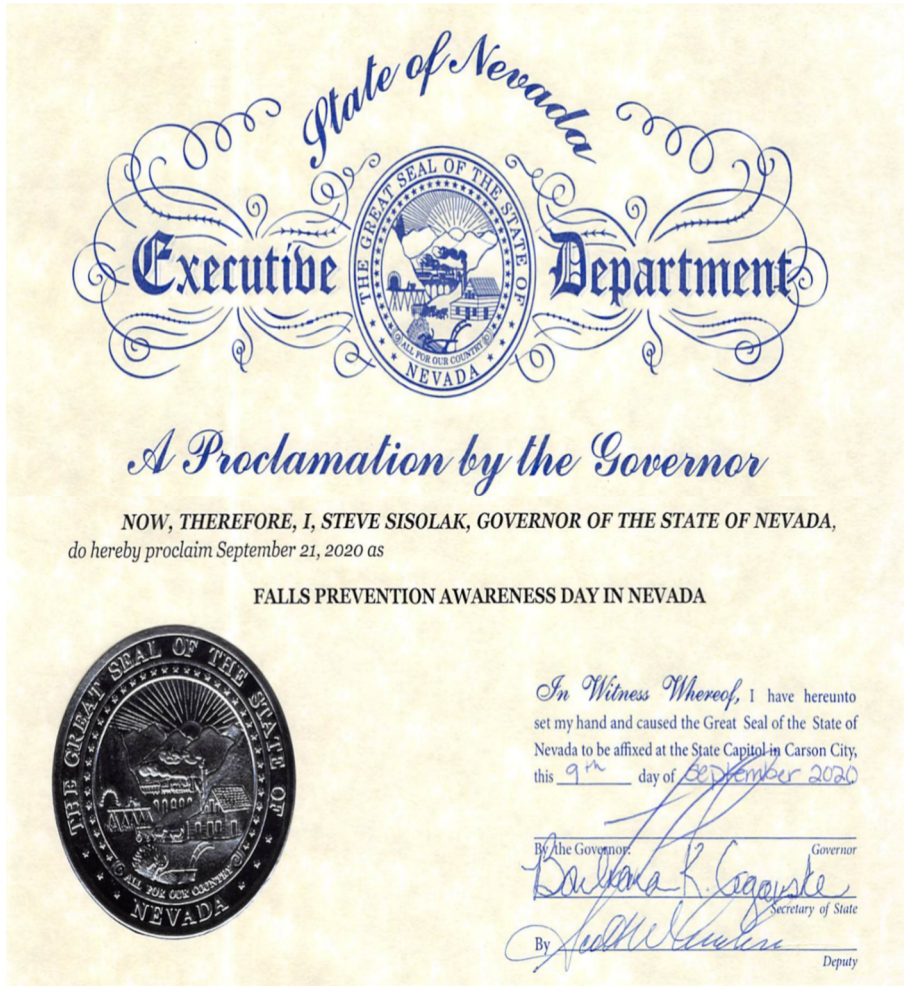 State of Nevada
Executive Department
THE GREAT SEAL OF THE STATE OF
ALL FOR OUR COUNTRY
NEVADA
A Proclamation by the Governor
NOW, THEREFORE, I, STEVE SISOLAK, GOVERNOR OF THE STATE OF NEVADA,
do hereby proclaim September 21, 2020 as
FALLS PREVENTION AWARENESS DAY IN NEVADA
THE GREAT SEAL OF THE STATE OF
ALL FOR OUR COUNTRY
NEVADA
In Witness Whereof, I have hereunto
set my hand and caused the Great Seal of the State of
Nevada to be affixed at the State Capitol in Carson City,
this 9th day of September 2020
By the Governor: Governor
Barbara K. Cegavske
Secretary of State
By
Deputy